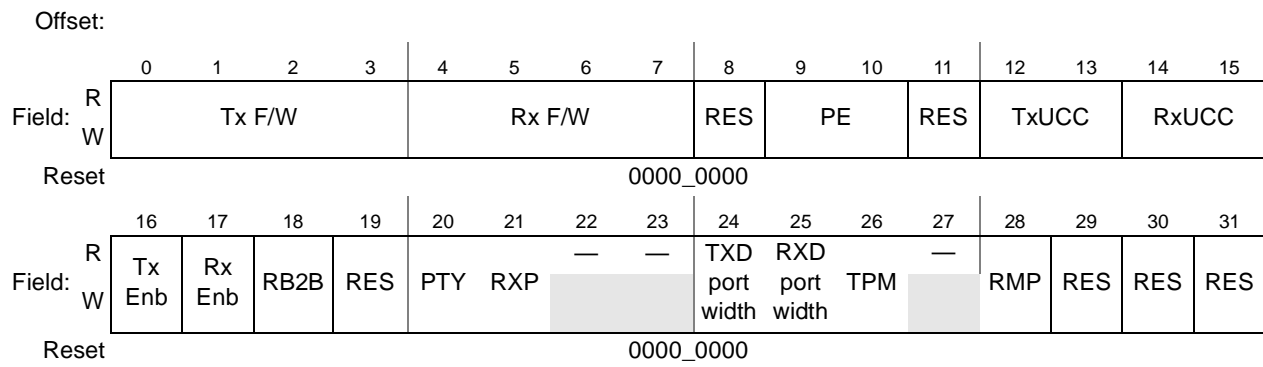 Offset:
0 1 2 3 4 5 6 7 8 9 10 11 12 13 14 15
Field: R W Tx F/W Rx F/W RES PE RES TxUCC RxUCC
Reset 0000_0000
16 17 18 19 20 21 22 23 24 25 26 27 28 29 30 31
R — — TXD RXD —
Field: Tx Enb Rx Enb RB2B RES PTY RXP port port TPM RMP RES RES RES
W width width
Reset 0000_0000